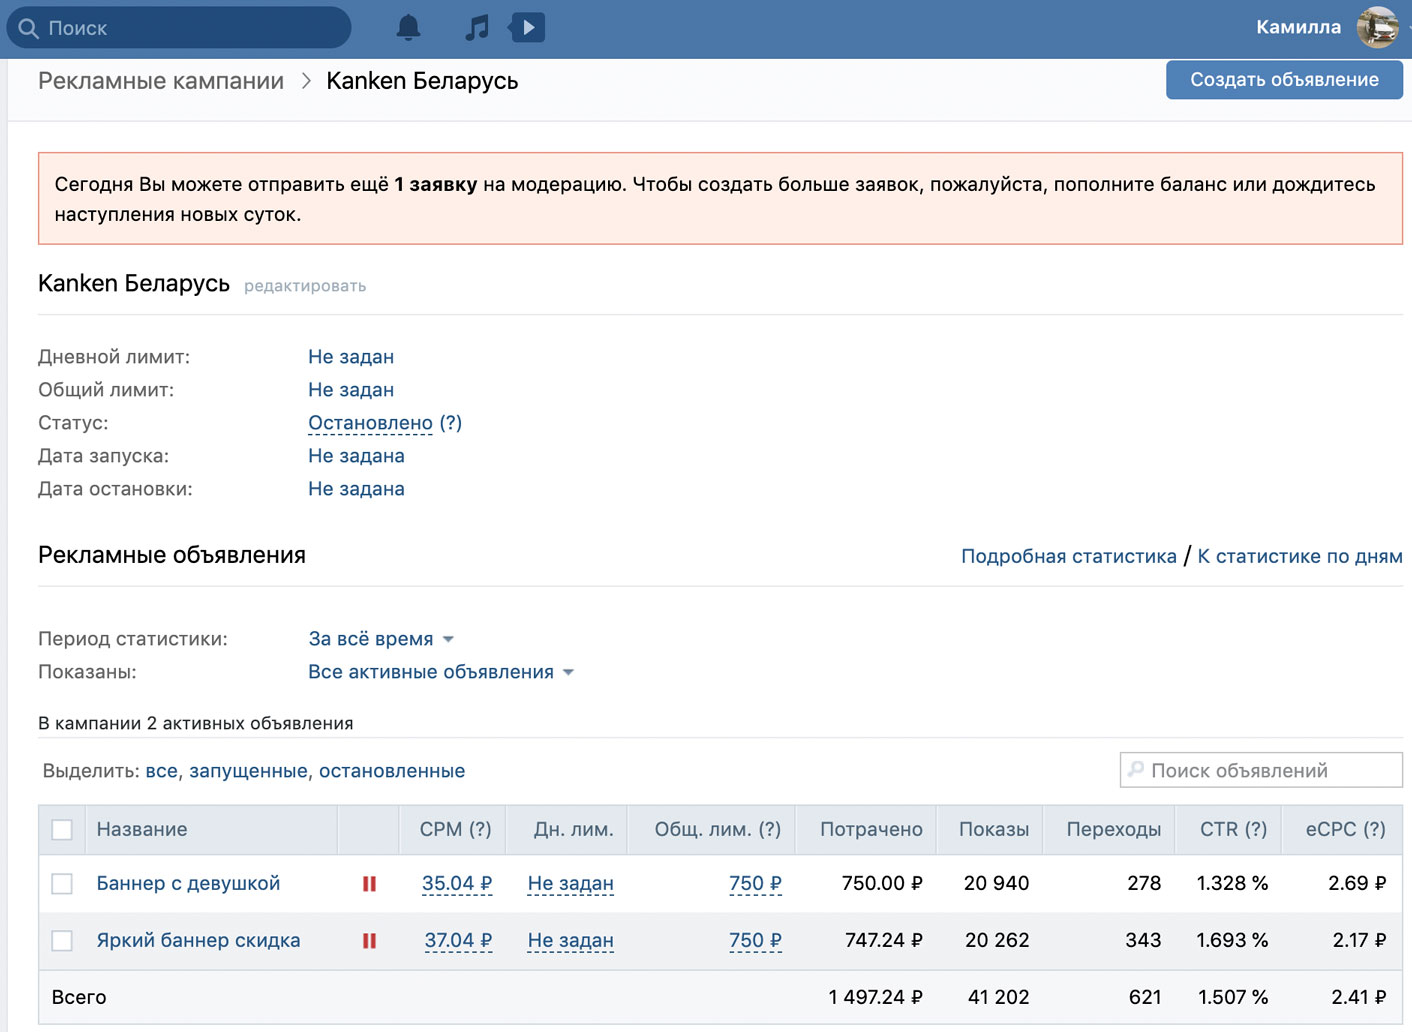 Поиск
Камилла
Рекламные кампании > Kanken Беларусь
Создать объявление
Сегодня Вы можете отправить ещё 1 заявку на модерацию. Чтобы создать больше заявок, пожалуйста, пополните баланс или дождитесь
наступления новых суток.
Kanken Беларусь редактировать
Дневной лимит: Не задан
Общий лимит: Не задан
Статус: Остановлено (?)
Дата запуска: Не задана
Дата остановки: Не задана
Рекламные объявления Подробная статистика / К статистике по дням
Период статистики: За всё время
Показаны: Все активные объявления
В кампании 2 активных объявления
Выделить: все, запущенные, остановленные Поиск объявлений
Название CPM (?) Дн. лим. Общ. лим. (?) Потрачено Показы Переходы CTR (?) eCPC (?)
Баннер с девушкой 35.04 ₽ Не задан 750 ₽ 750.00 ₽ 20 940 278 1.328 % 2.69 ₽
Яркий баннер скидка 37.04 ₽ Не задан 750 ₽ 747.24 ₽ 20 262 343 1.693 % 2.17 ₽
Всего 1 497.24 ₽ 41 202 621 1.507 % 2.41 ₽